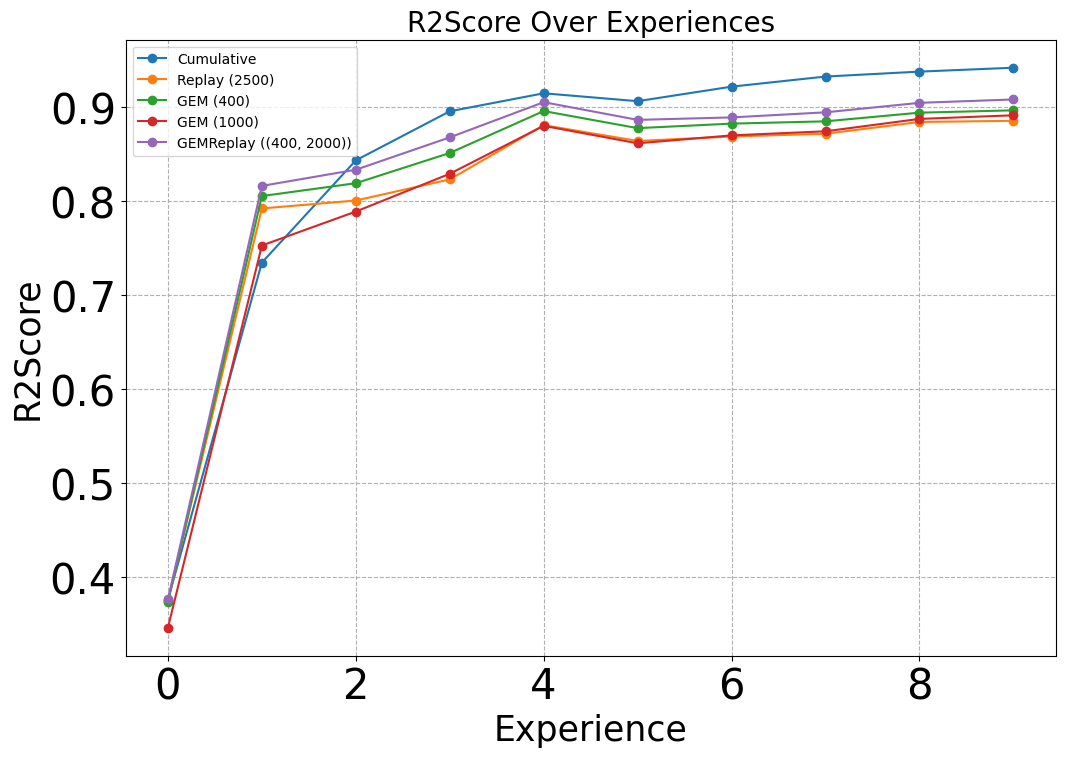 R2Score Over Experiences
Cumulative
Replay (2500)
GEM (400)
GEM (1000)
GEMReplay ((400, 2000))
0.9
0.8
0.7
0.6
0.5
0.4
R2Score
0 2 4 6 8
Experience